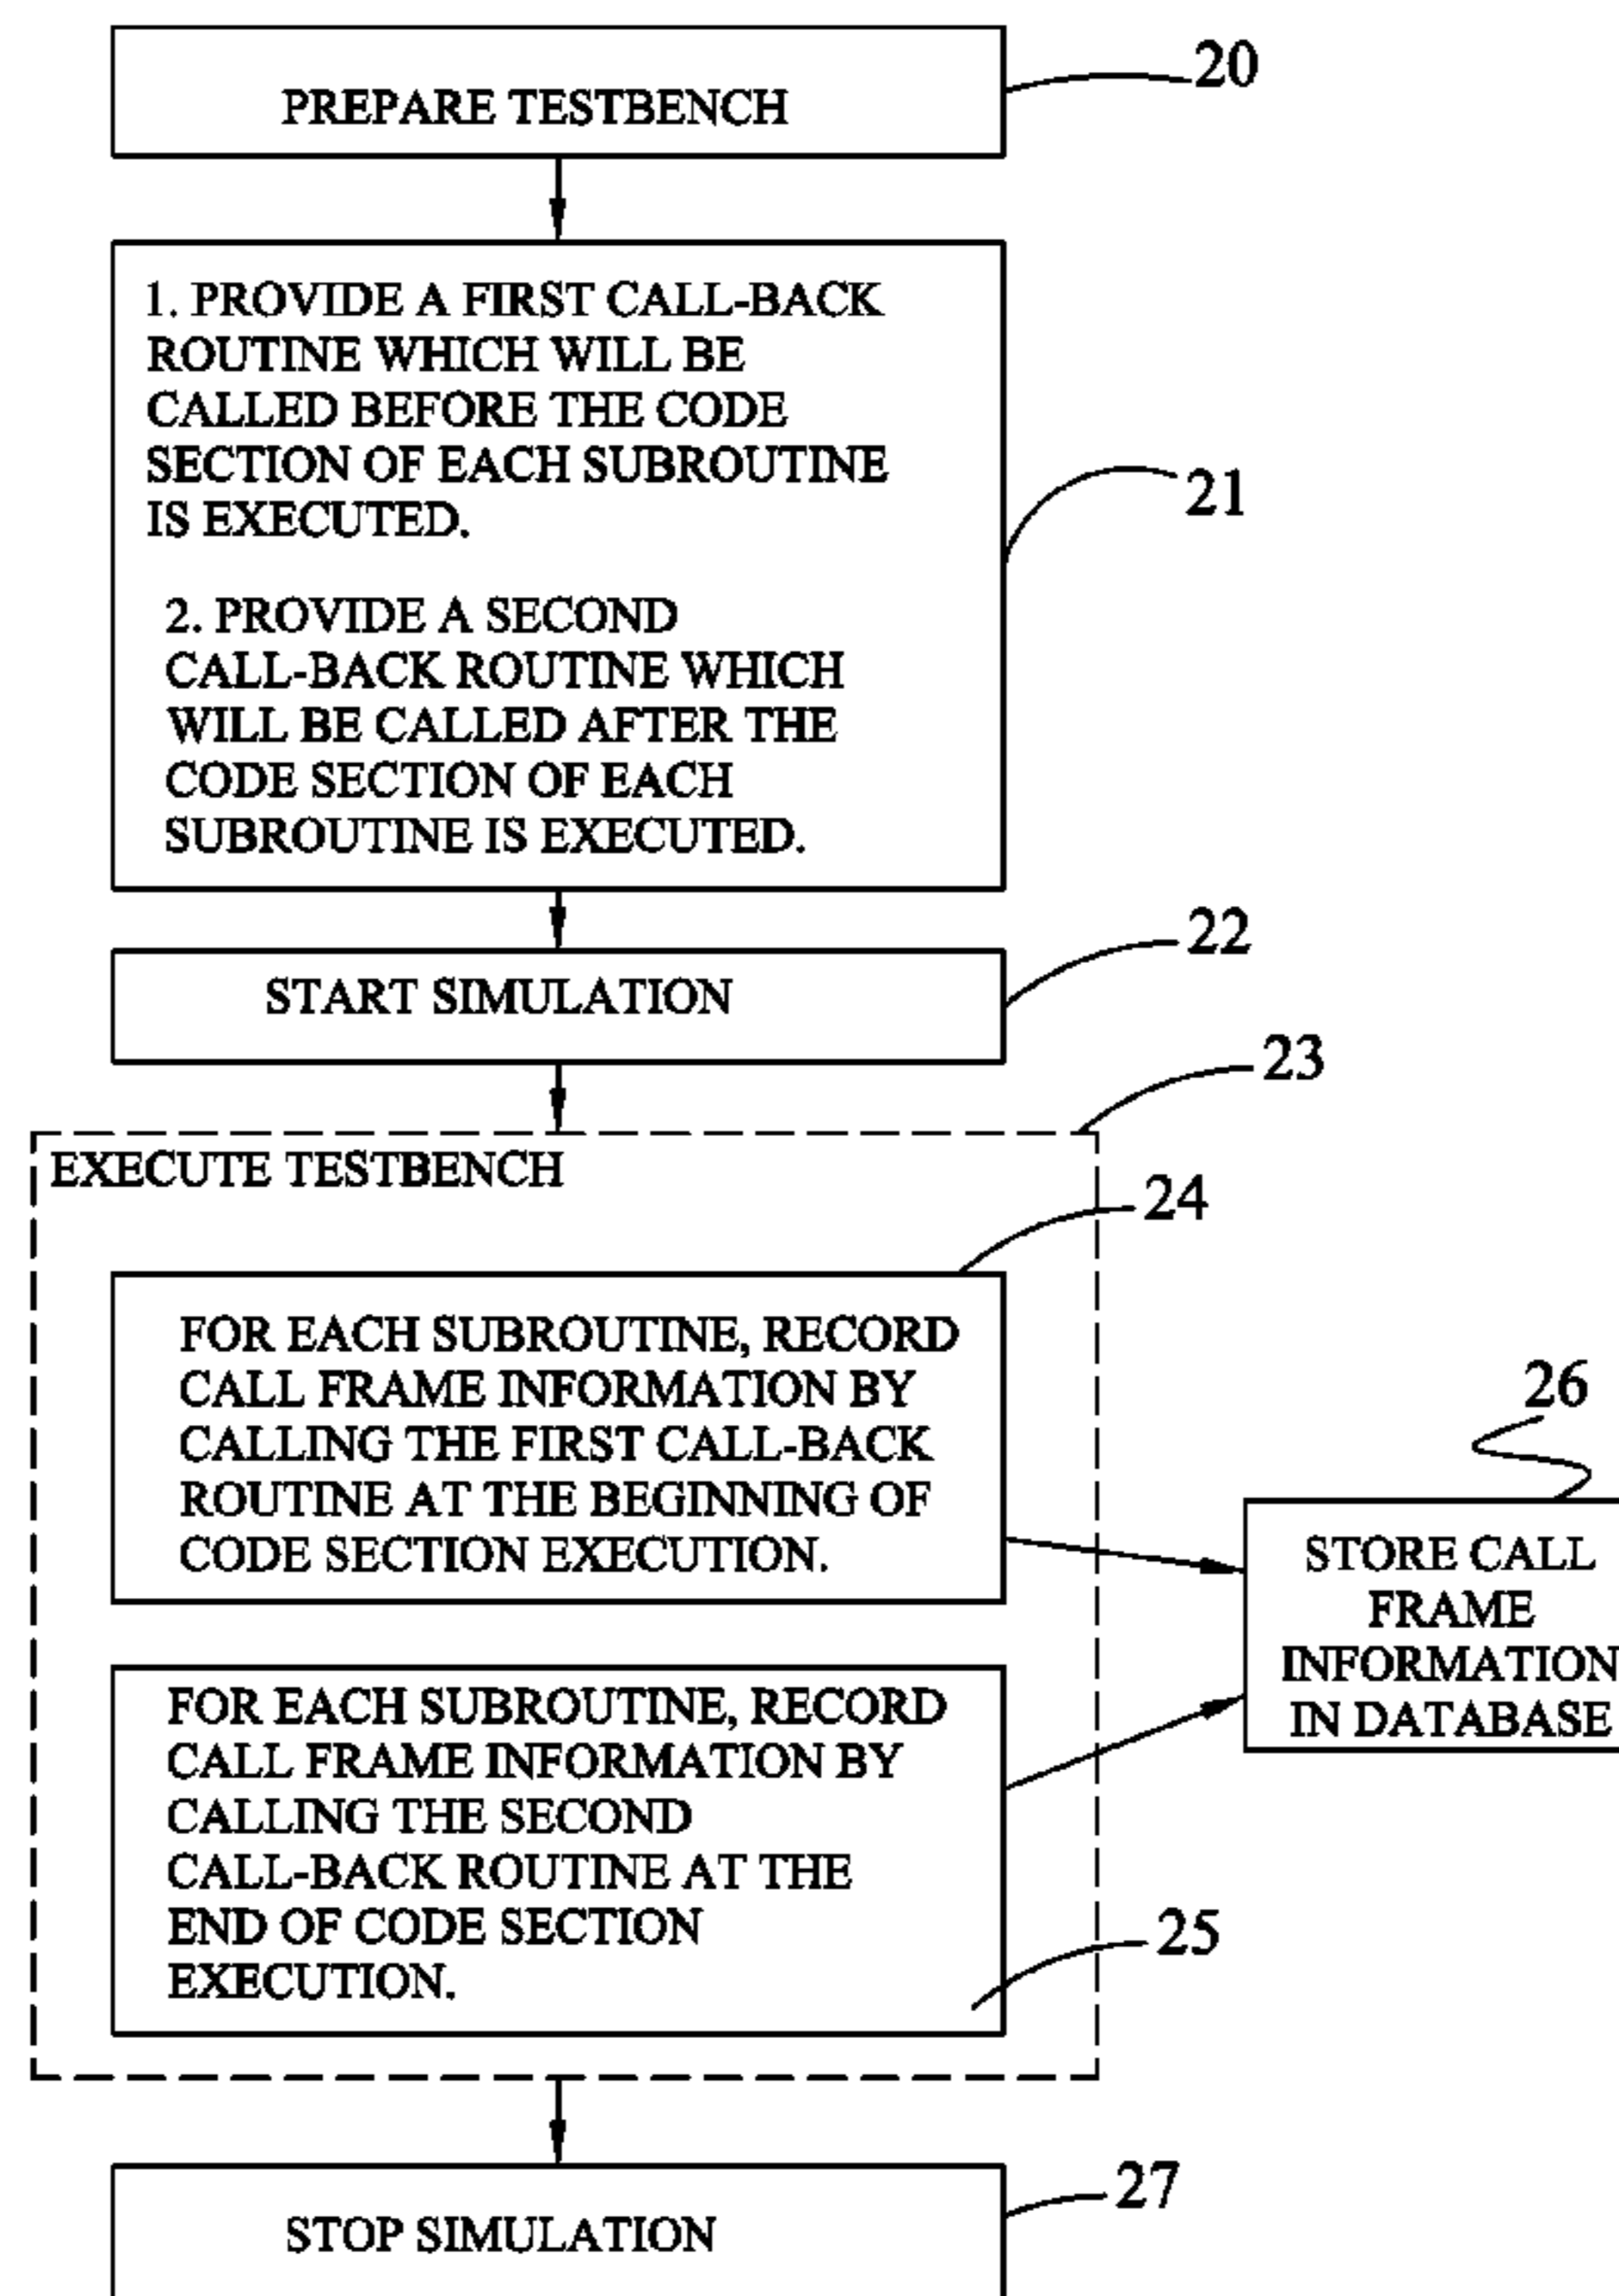 PREPARE TESTBENCH
20
1. PROVIDE A FIRST CALL-BACK
ROUTINE WHICH WILL BE
CALLED BEFORE THE CODE
SECTION OF EACH SUBROUTINE
IS EXECUTED.
2. PROVIDE A SECOND
CALL-BACK ROUTINE WHICH
WILL BE CALLED AFTER THE
CODE SECTION OF EACH
SUBROUTINE IS EXECUTED.
21
START SIMULATION
22
23
EXECUTE TESTBENCH
24
FOR EACH SUBROUTINE, RECORD
CALL FRAME INFORMATION BY
CALLING THE FIRST CALL-BACK
ROUTINE AT THE BEGINNING OF
CODE SECTION EXECUTION.
26
STORE CALL
FRAME
INFORMATION
IN DATABASE
FOR EACH SUBROUTINE, RECORD
CALL FRAME INFORMATION BY
CALLING THE SECOND
CALL-BACK ROUTINE AT THE
END OF CODE SECTION
EXECUTION.
25
STOP SIMULATION
27